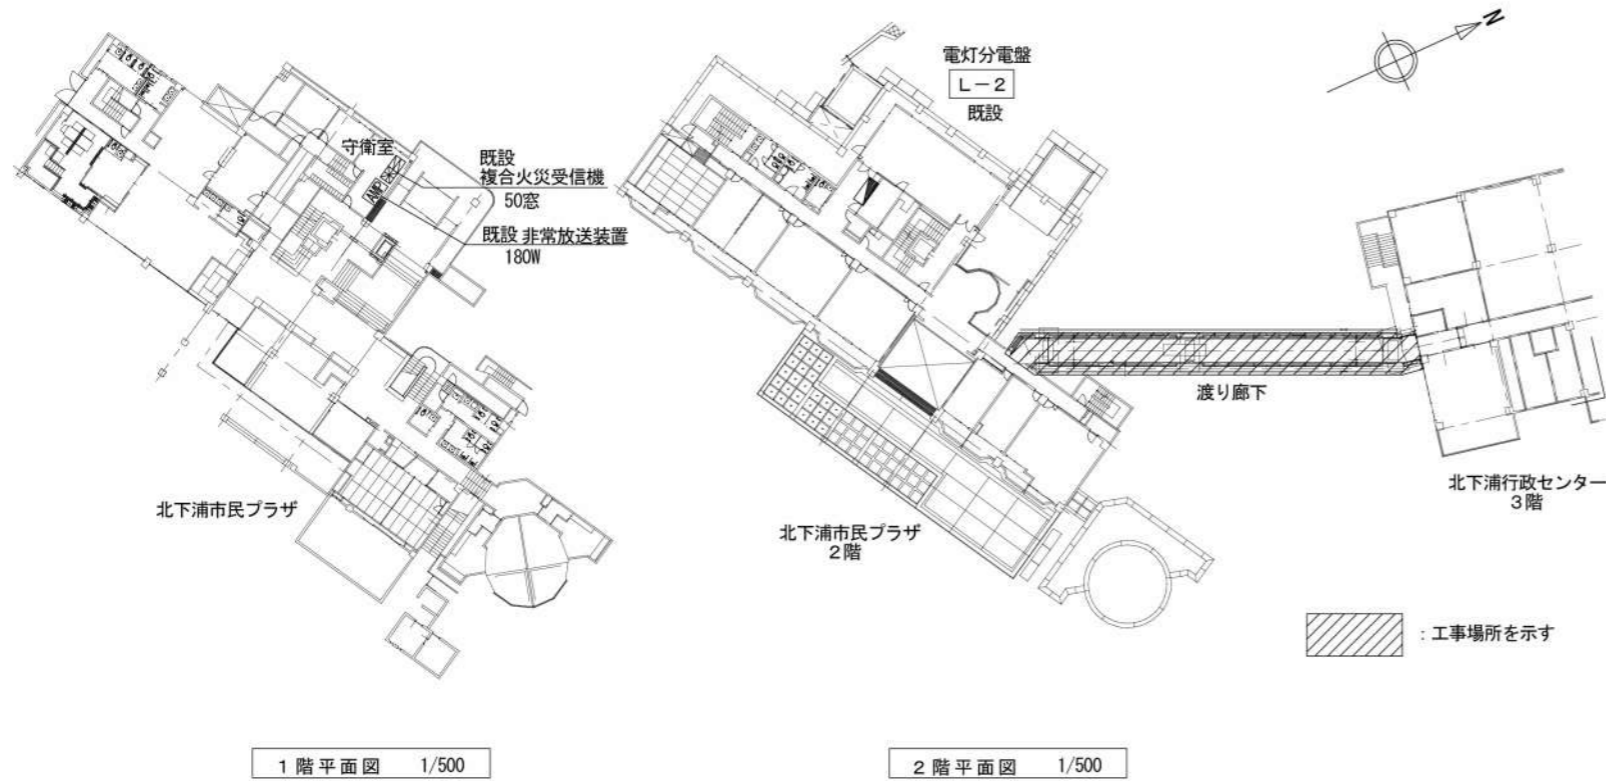 守衛室
AMP
既設
複合火災受信機
50窓
既設 非常放送装置
180W
北下浦市民プラザ
1階平面図 1/500
電灯分電盤
L-2
既設
N
渡り廊下
北下浦市民プラザ
2階
北下浦行政センター
3階
:工事場所を示す
2階平面図 1/500